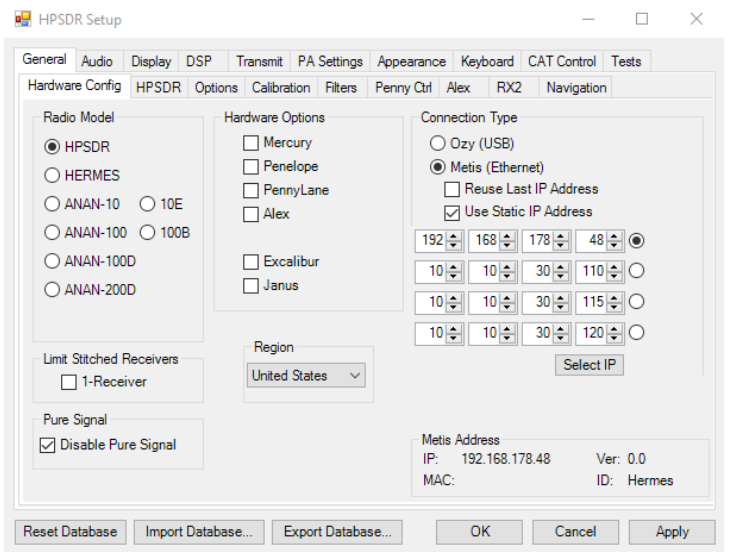 HPSDR Setup
General Audio Display DSP Transmit PA Settings Appearance Keyboard CAT Control Tests
Hardware Config HPSDR Options Calibration Filters Penny Ctrl Alex RX2 Navigation
Radio Model
HPSDR
HERMES
ANAN-10 10E
ANAN-100 100B
ANAN-100D
ANAN-200D
Hardware Options
Mercury
Penelope
PennyLane
Alex
Excalibur
Janus
Connection Type
Ozy (USB)
Metis (Ethernet)
Reuse Last IP Address
Use Static IP Address
192 168 178 48
10 10 30 110
10 10 30 115
10 10 30 120
Select IP
Limit Stitched Receivers
1-Receiver
Region
United States
Pure Signal
Disable Pure Signal
Metis Address
IP: 192.168.178.48 Ver: 0.0
MAC: ID: Hermes
Reset Database Import Database... Export Database... OK Cancel Apply